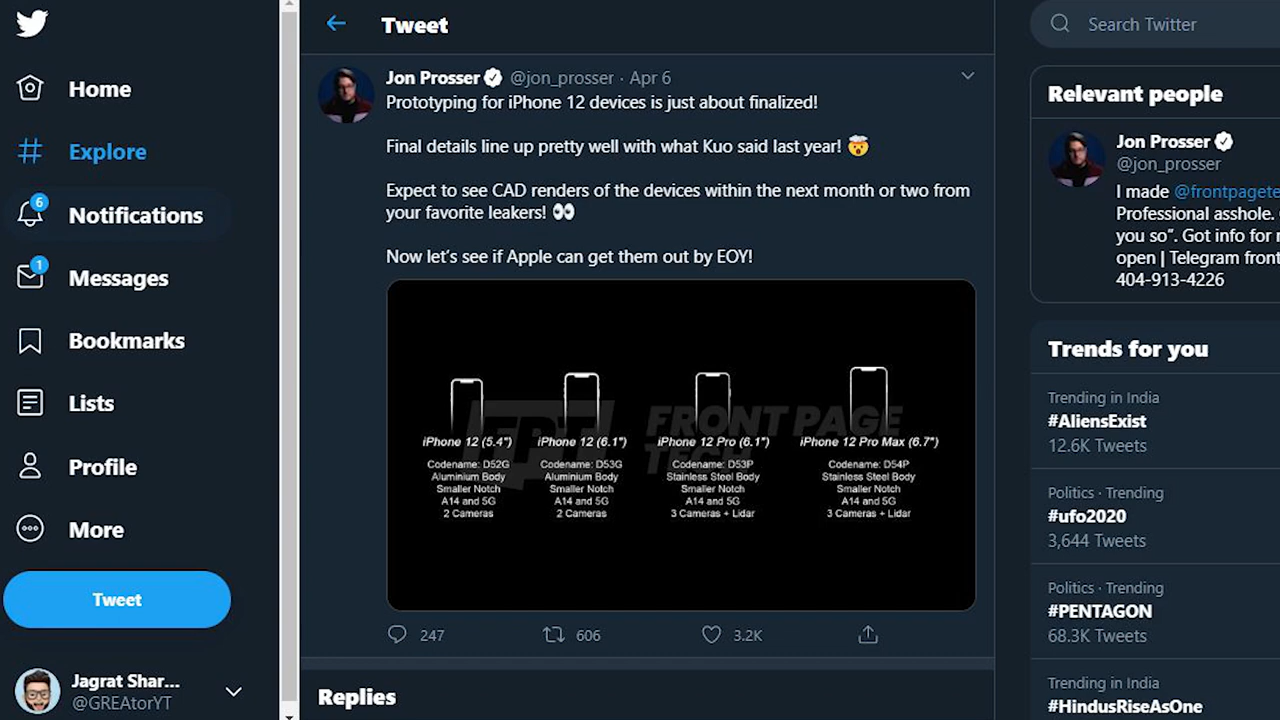 Home
Explore
6
Notifications
1
Messages
Bookmarks
Lists
Profile
More
Tweet
Jagrat Shar...
@GREAtorYT
Tweet
Jon Prosser @jon_prosser · Apr 6
Prototyping for iPhone 12 devices is just about finalized!
Final details line up pretty well with what Kuo said last year! 🤯
Expect to see CAD renders of the devices within the next month or two from
your favorite leakers! 👀
Now let’s see if Apple can get them out by EOY!
FPT FRONT PAGE
TECH
iPhone 12 (5.4")
Codename: D52G
Aluminium Body
Smaller Notch
A14 and 5G
2 Cameras
iPhone 12 (6.1")
Codename: D53G
Aluminium Body
Smaller Notch
A14 and 5G
2 Cameras
iPhone 12 Pro (6.1")
Codename: D53P
Stainless Steel Body
Smaller Notch
A14 and 5G
3 Cameras + Lidar
iPhone 12 Pro Max (6.7")
Codename: D54P
Stainless Steel Body
Smaller Notch
A14 and 5G
3 Cameras + Lidar
247 606 3.2K
Replies
Search Twitter
Relevant people
Jon Prosser
@jon_prosser
I made @frontpagete
Professional asshole.
you so“. Got info for
open | Telegram front
404-913-4226
Trends for you
Trending in India
#AliensExist
12.6K Tweets
Politics · Trending
#ufo2020
3,644 Tweets
Politics · Trending
#PENTAGON
68.3K Tweets
Trending in India
#HindusRiseAsOne